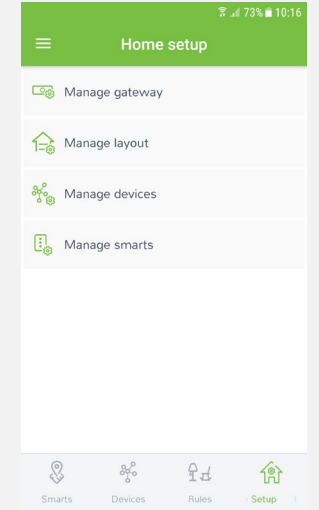 73% 10:16
Home setup
Manage gateway
Manage layout
Manage devices
Manage smarts
Smarts Devices Rules Setup